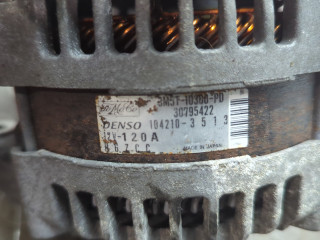 3M5T-10300-PD
30795422
DENSO 104210-3513
12V-120A
MADE IN JAPAN